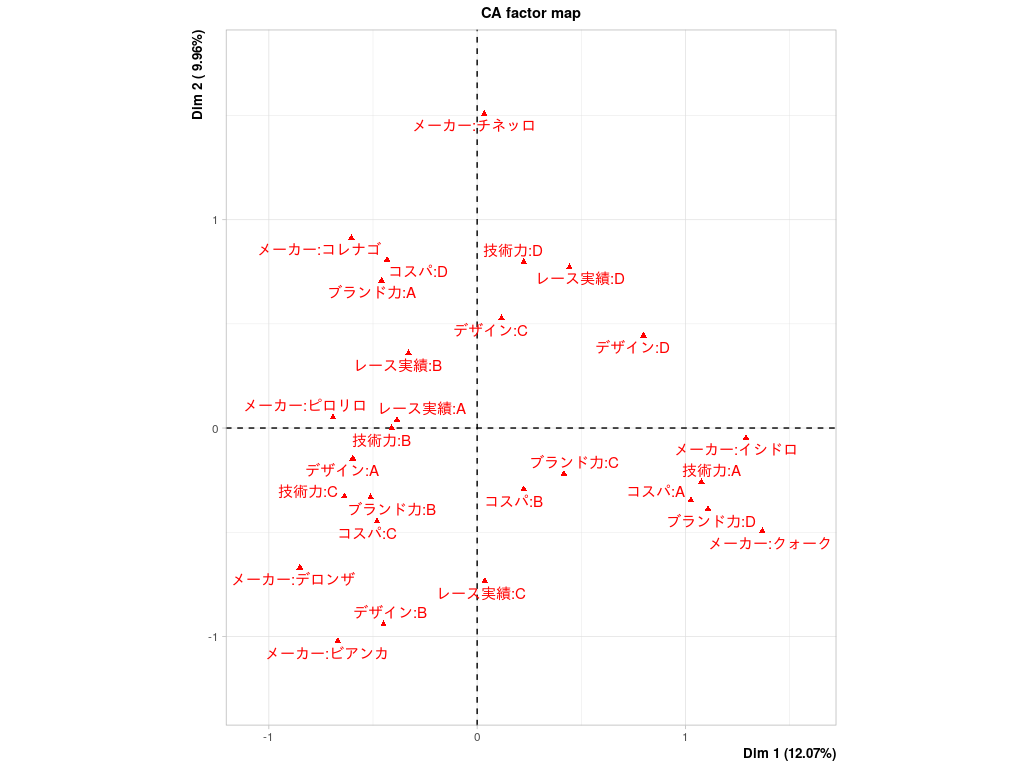 CA factor map
Dim 2 ( 9.96%)
メーカー:チネッロ
1
メーカー:コレナゴ
技術力:D
コスパ:D
レース実績:D
ブランド力:A
デザイン:C
デザイン:D
レース実績:B
メーカー:ピロリロ
レース実績:A
0
技術力:B
メーカー:イシドロ
ブランド力:C
デザイン:A
技術力:A
技術力:C
コスパ:A
コスパ:B
ブランド力:B
ブランド力:D
コスパ:C
メーカー:クォーク
メーカー:デロンザ
レース実績:C
デザイン:B
-1
メーカー:ビアンカ
-1
0
1
Dim 1 (12.07%)